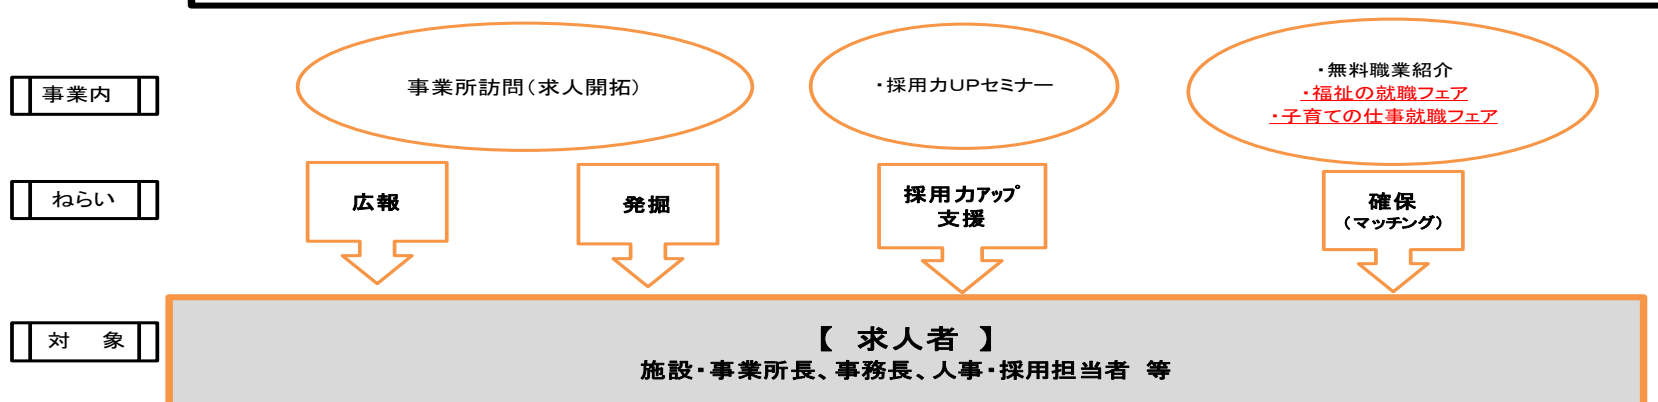 事業内
事業所訪問（求人開拓）
・採用力UPセミナー
・無料職業紹介
・福祉の就職フェア
・子育ての仕事就職フェア
ねらい
広報
発掘
採用力アップ
支援
確保
（マッチング）
対　象
【 求人者 】
施設・事業所長、事務長、人事・採用担当者 等